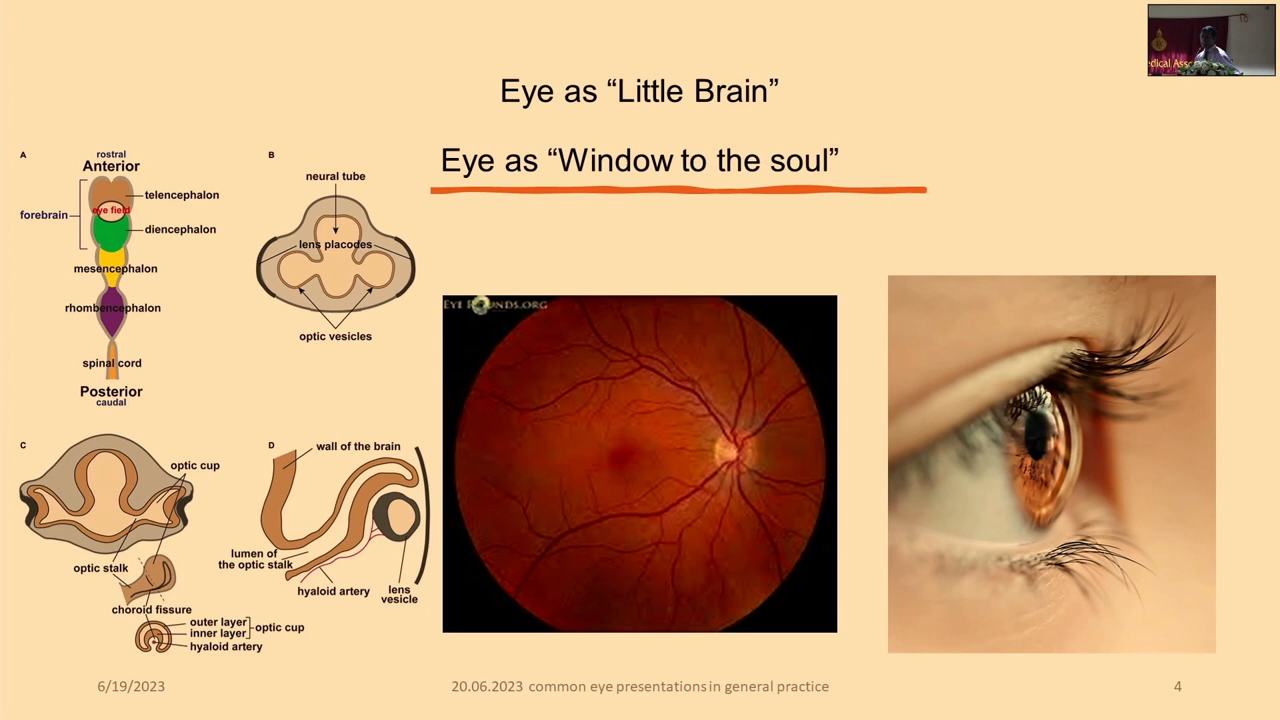 Eye as “Little Brain”
Eye as “Window to the soul”
A
rostral
Anterior
telencephalon
eye field
forebrain
diencephalon
mesencephalon
rhombencephalon
spinal cord
Posterior
caudal
B
neural tube
lens placodes
optic vesicles
C
optic cup
optic stalk
choroid fissure
outer layer
inner layer
optic cup
hyaloid artery
D
wall of the brain
lumen of
the optic stalk
hyaloid artery
lens
vesicle
EYE ROUNDS.ORG
edical Asso
6/19/2023
20.06.2023 common eye presentations in general practice
4